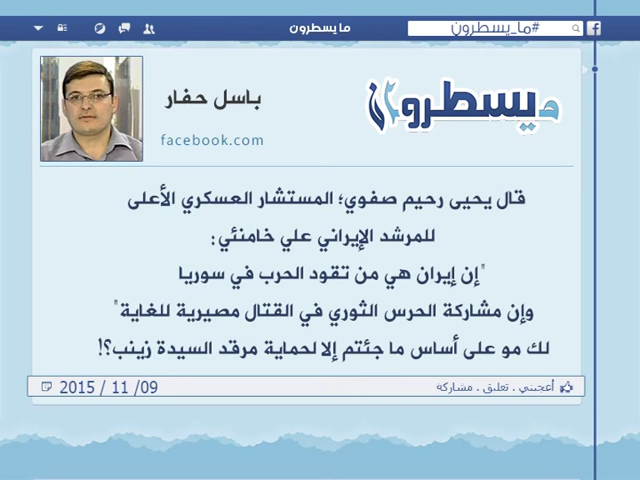 ما يسطرون
#ما_يسطرون
باسل حفار
facebook.com
ما يسطرون
قال يحيى رحيم صفوي؛ المستشار العسكري الأعلى
للمرشد الإيراني علي خامنئي:
"إن إيران هي من تقود الحرب في سوريا
وإن مشاركة الحرس الثوري في القتال مصيرية للغاية"
لك مو على أساس ما جئتم إلا لحماية مرقد السيدة زينب؟!
أعجبني . تعليق . مشاركة
2015 / 11 /09